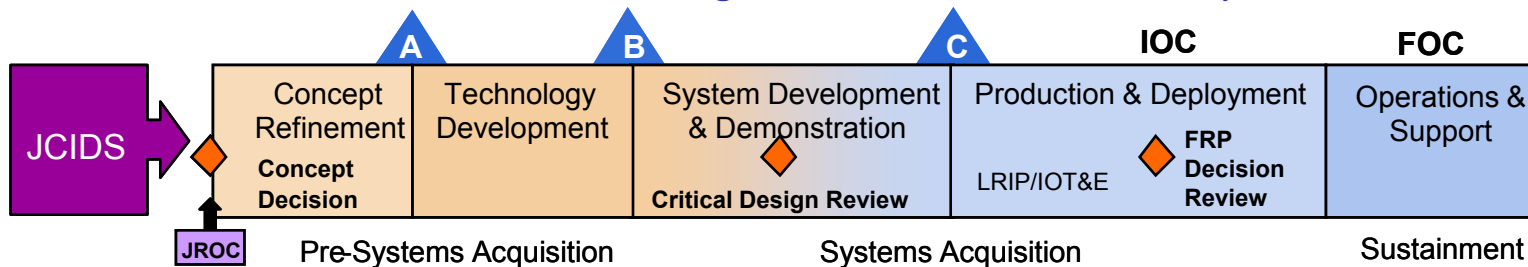 A
B
C
IOC
FOC
JCIDS
Concept
Refinement
Concept
Decision
Technology
Development
System Development
& Demonstration
Critical Design Review
Production & Deployment
LRIP/IOT&E
FRP
Decision
Review
Operations &
Support
JROC
Pre-Systems Acquisition
Systems Acquisition
Sustainment